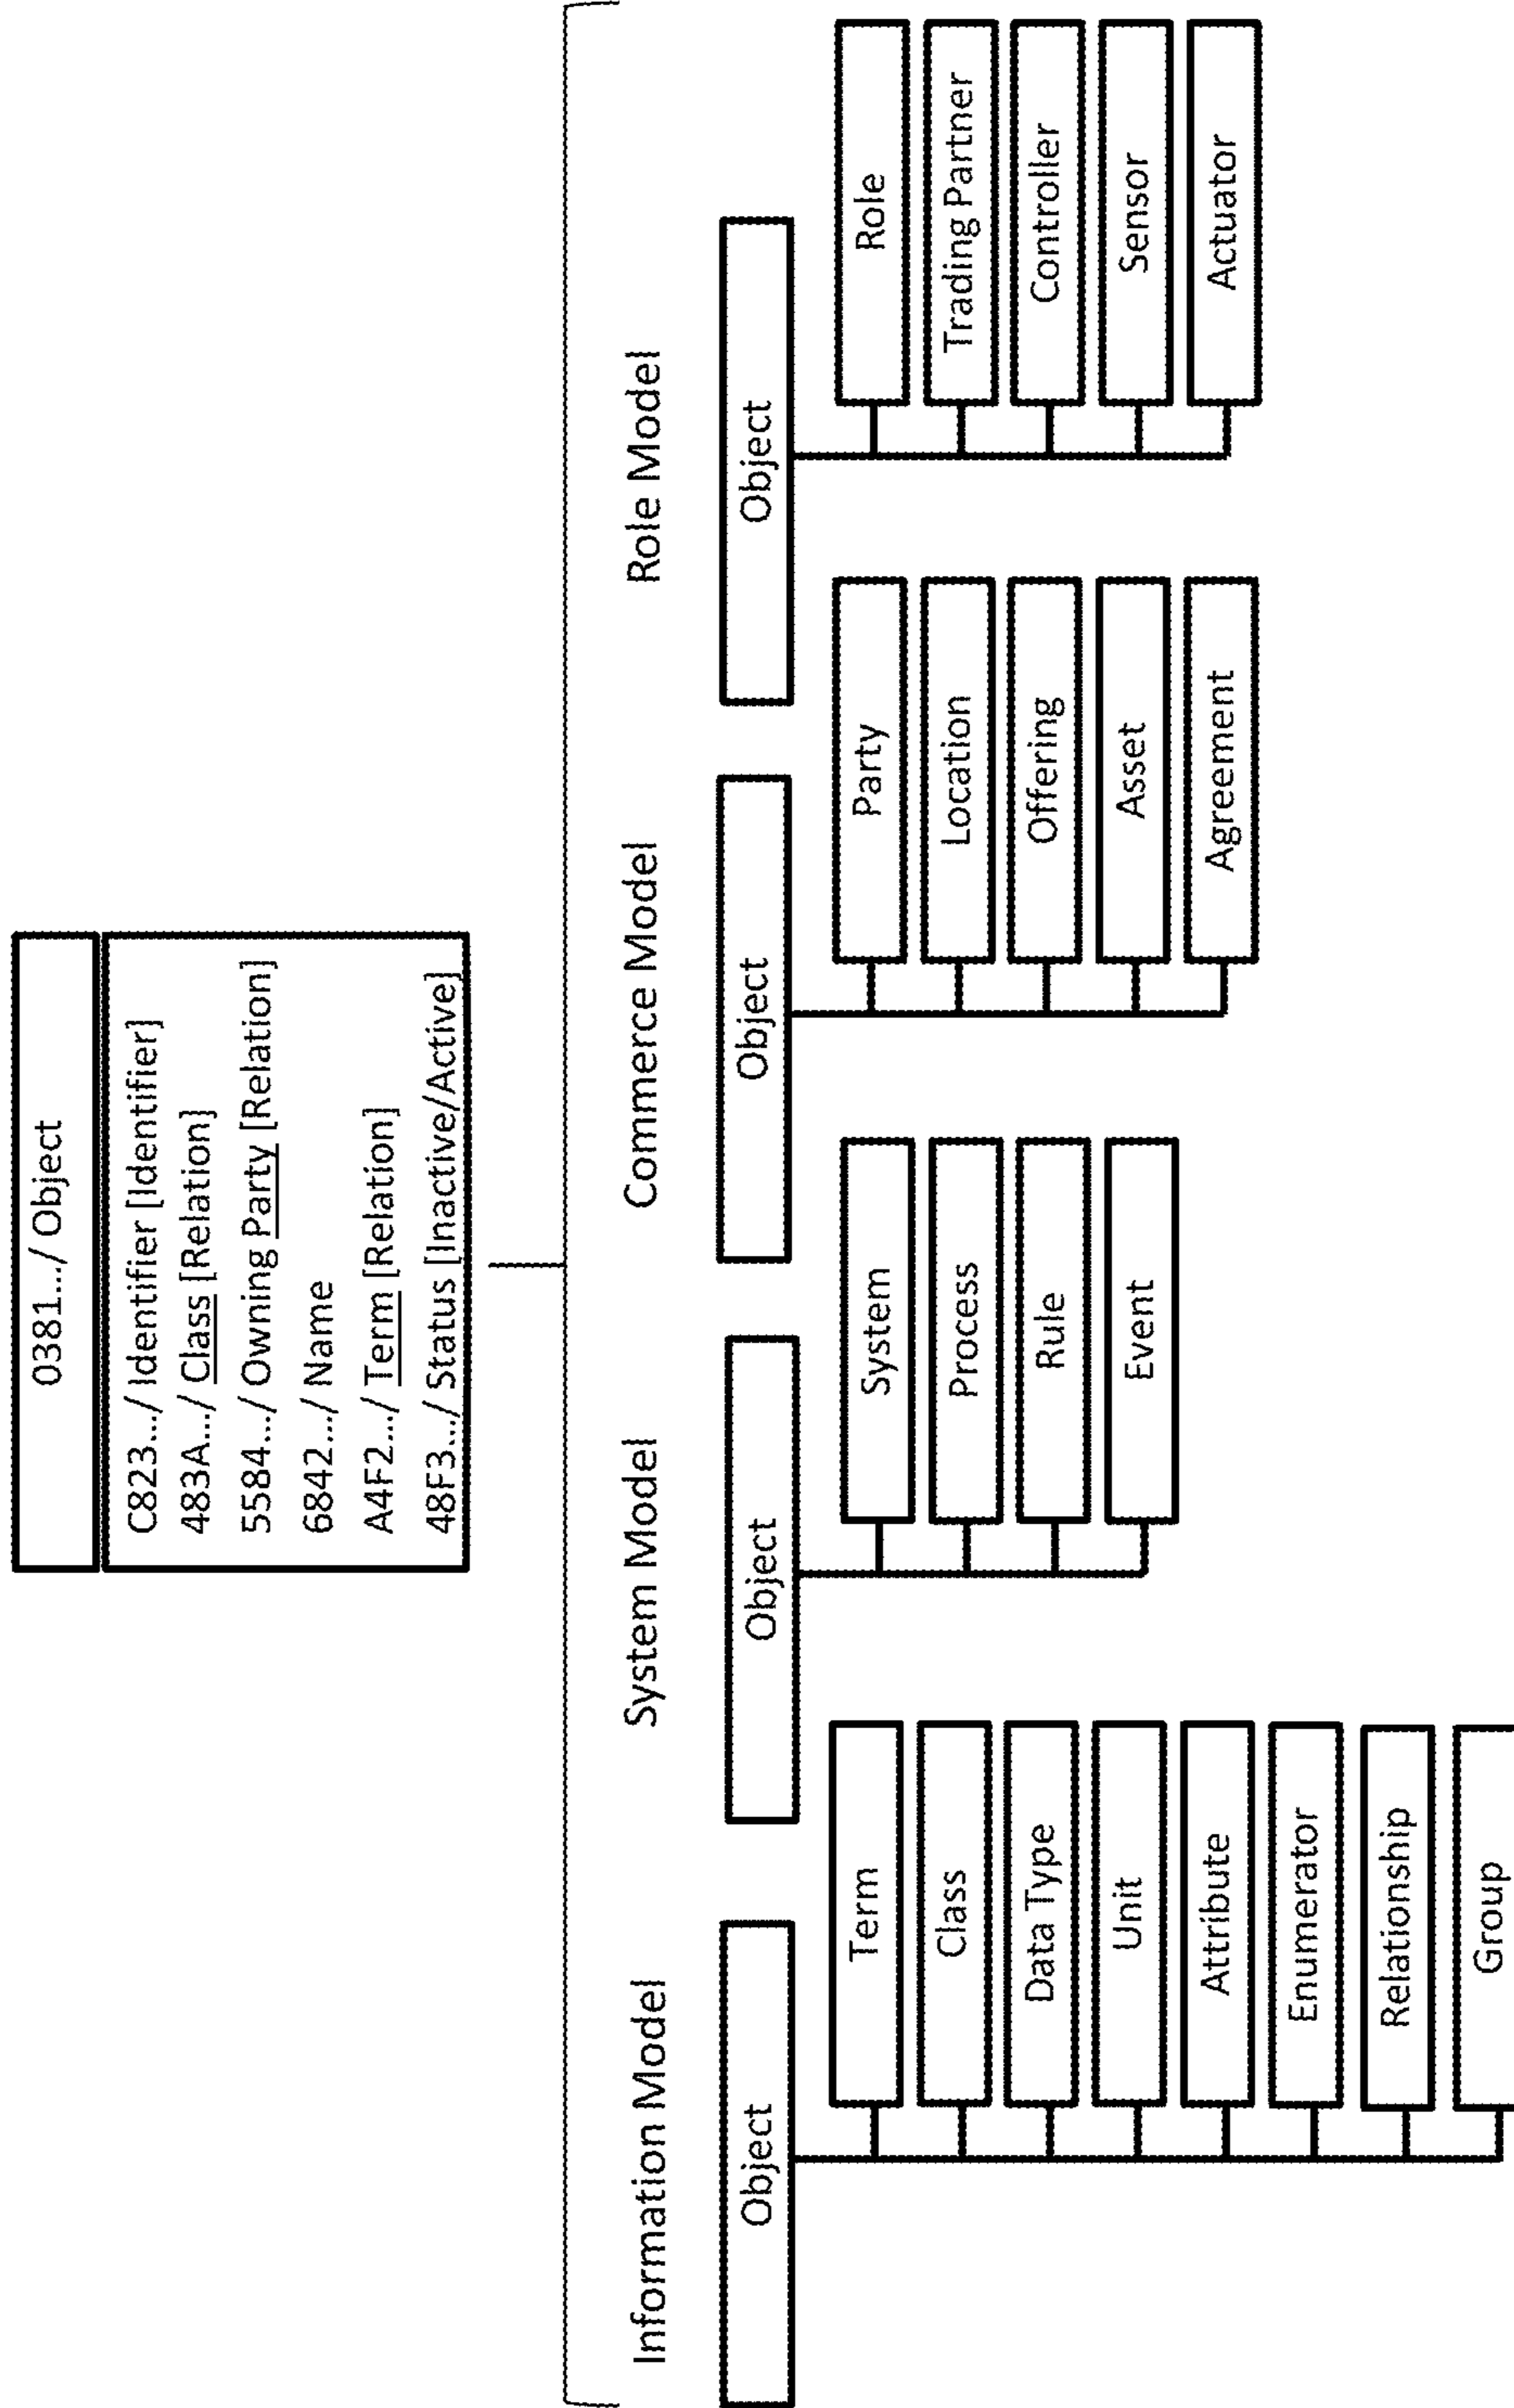 0381.../ Object
C823.../ Identifier [Identifier]
483A.../ Class [Relation]
5584.../ Owning Party [Relation]
6842.../ Name
A4F2.../ Term [Relation]
48F3.../ Status [Inactive/Active]
Information Model
Object
Term
Class
Data Type
Unit
Attribute
Enumerator
Relationship
Group
System Model
Object
System
Process
Rule
Event
Commerce Model
Object
Party
Location
Offering
Asset
Agreement
Role Model
Object
Role
Trading Partner
Controller
Sensor
Actuator